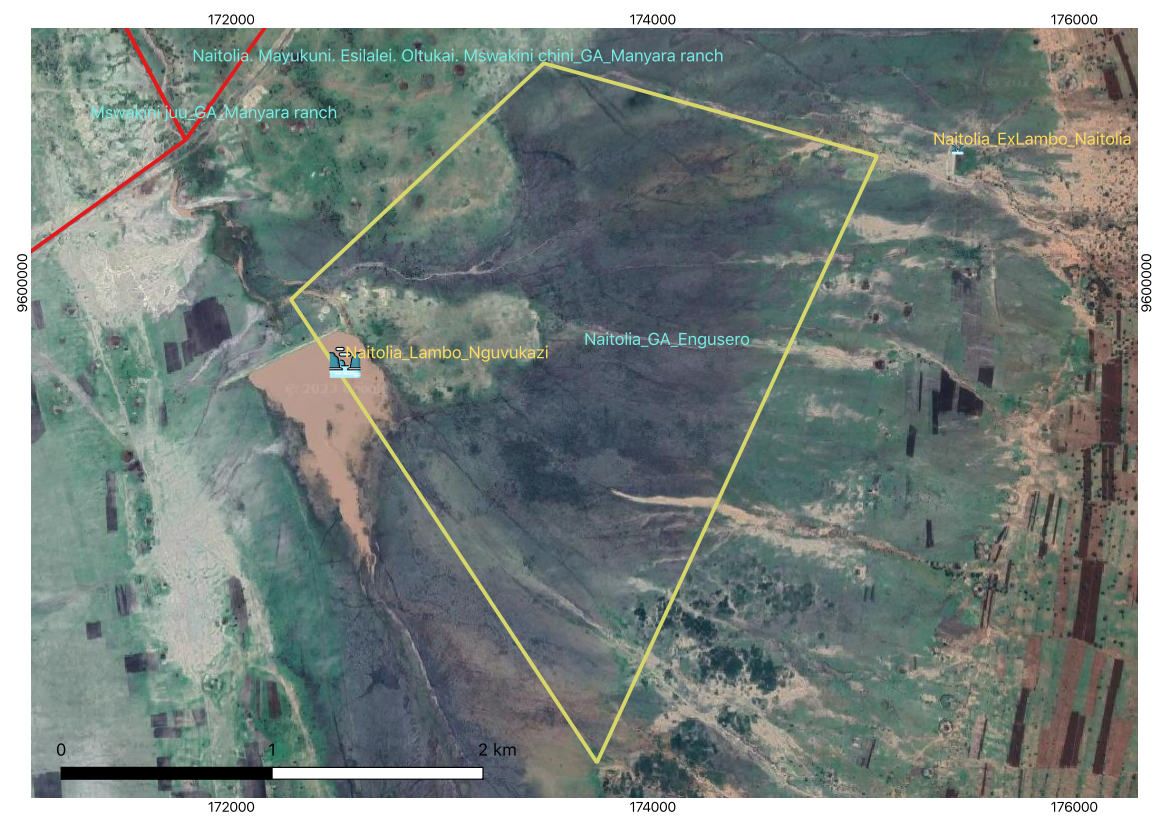 172000 174000 176000
Naitolia. Mayukuni. Esilalei. Oltukai. Mswakini chini_GA_Manyara ranch
Mswakini juu_GA_Manyara ranch
Naitolia_ExLambo_Naitolia
9600000
9600000
Naitolia_GA_Engusero
Naitolia_Lambo_Nguvukazi
0 1 2 km
172000 174000 176000